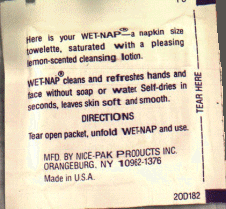 Here is your WET-NAP®—a napkin size
towelette, saturated with a pleasing
lemon-scented cleansing lotion.
WET-NAP® cleans and refreshes hands and
face without soap or water. Self-dries in
seconds, leaves skin soft and smooth.
DIRECTIONS
Tear open packet, unfold WET-NAP and use.
MFD. BY NICE-PAK PRODUCTS INC.
ORANGEBURG, NY 10962-1376
Made in U.S.A.
TEAR HERE
200182